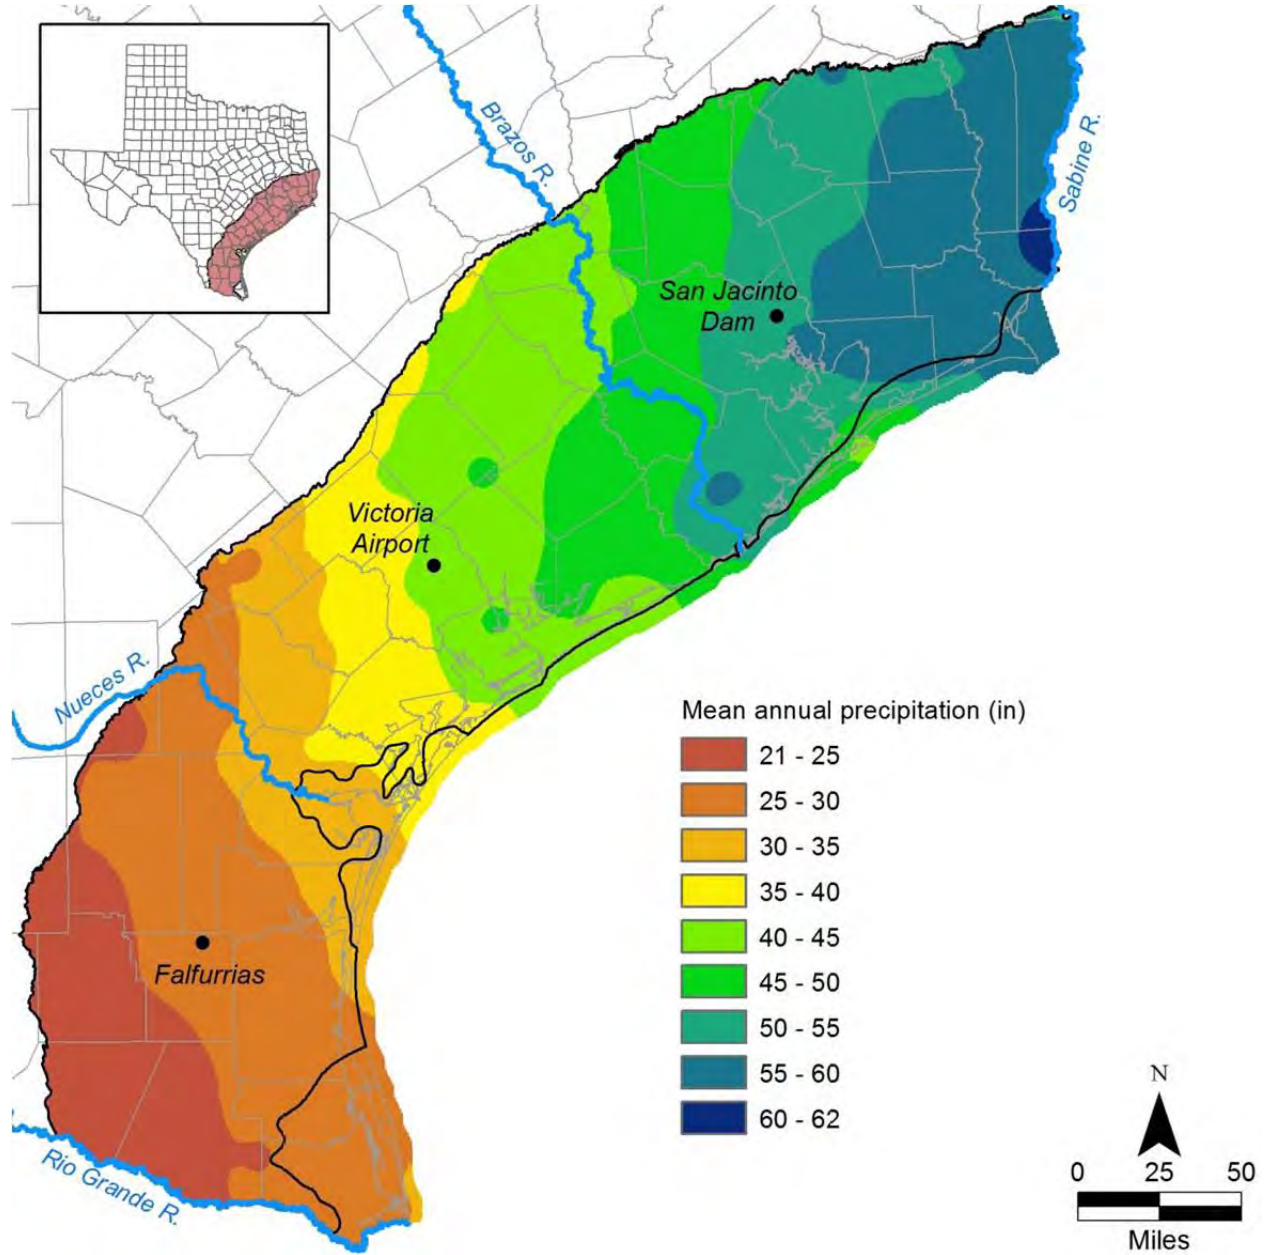 Brazos R.
Sabine R.
San Jacinto
Dam
Victoria
Airport
Nueces R.
Falfurrias
Rio Grande R.
Mean annual precipitation (in)
21 - 25
25 - 30
30 - 35
35 - 40
40 - 45
45 - 50
50 - 55
55 - 60
60 - 62
N
0 25 50
Miles